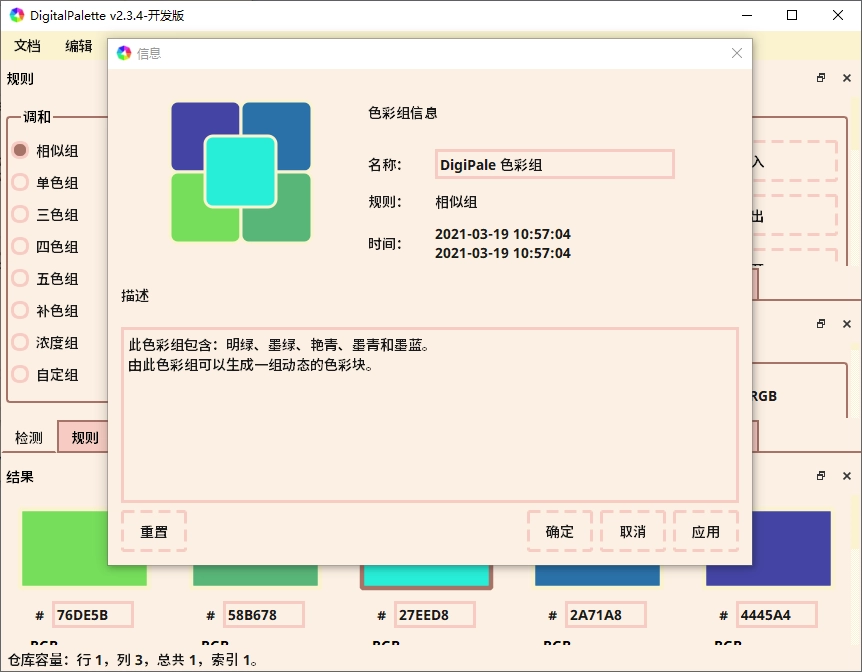 DigitalPalette v2.3.4-开发版
文档 编辑
信息
规则
调和
相似组
单色组
三色组
四色组
五色组
补色组
浓度组
自定组
检测 规则
色彩组信息
名称： DigiPale 色彩组
规则： 相似组
时间： 2021-03-19 10:57:04
2021-03-19 10:57:04
描述
此色彩组包含：明绿、墨绿、艳青、墨青和墨蓝。
由此色彩组可以生成一组动态的色彩块。
重置 确定 取消 应用
入
出
RGB
结果
# 76DE5B # 58B678 # 27EED8 # 2A71A8 # 4445A4
RGB RGB RGB RGB RGB
仓库容量：行 1，列 3，总共 1，索引 1。